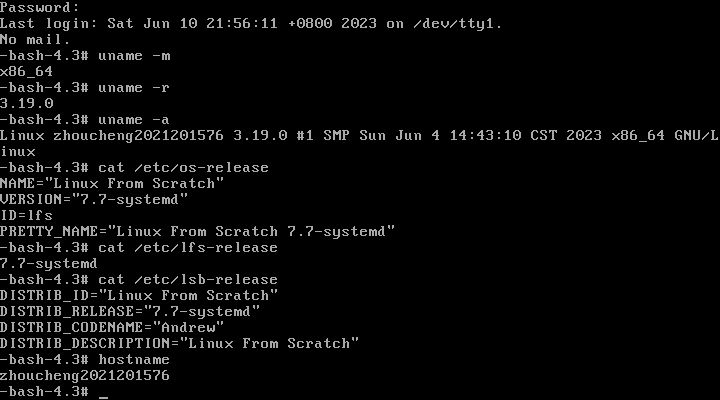 Password:
Last login: Sat Jun 10 21:56:11 +0800 2023 on /dev/tty1.
No mail.
-bash-4.3# uname -m
x86_64
-bash-4.3# uname -r
3.19.0
-bash-4.3# uname -a
Linux zhoucheng2021201576 3.19.0 #1 SMP Sun Jun 4 14:43:10 CST 2023 x86_64 GNU/L
inux
-bash-4.3# cat /etc/os-release
NAME="Linux From Scratch"
VERSION="7.7-systemd"
ID=lfs
PRETTY_NAME="Linux From Scratch 7.7-systemd"
-bash-4.3# cat /etc/lfs-release
7.7-systemd
-bash-4.3# cat /etc/lsb-release
DISTRIB_ID="Linux From Scratch"
DISTRIB_RELEASE="7.7-systemd"
DISTRIB_CODENAME="Andrew"
DISTRIB_DESCRIPTION="Linux From Scratch"
-bash-4.3# hostname
zhoucheng2021201576
-bash-4.3# _